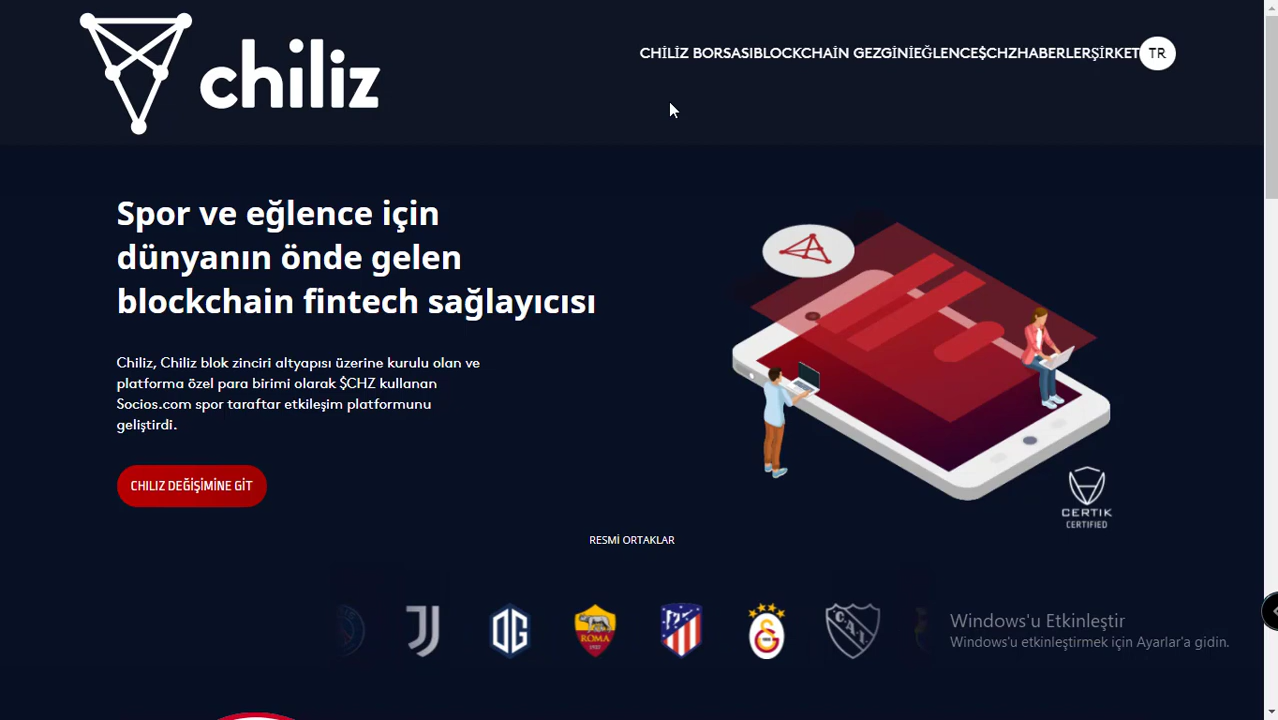 chiliz
CHİLİZ BORSASIBLOCKCHAİN GEZGİNİEĞLENCE$CHZHABERLERŞİRKET TR
Spor ve eğlence için
dünyanın önde gelen
blockchain fintech sağlayıcısı
Chiliz, Chiliz blok zinciri altyapısı üzerine kurulu olan ve
platforma özel para birimi olarak $CHZ kullanan
Socios.com spor taraftar etkileşim platformunu
geliştirdi.
CHILIZ DEĞİŞİMİNE GİT
CERTIK
CERTIFIED
RESMİ ORTAKLAR
OG
ROMA
C.A.I.
Windows'u Etkinleştir
Windows'u etkinleştirmek için Ayarlar'a gidin.